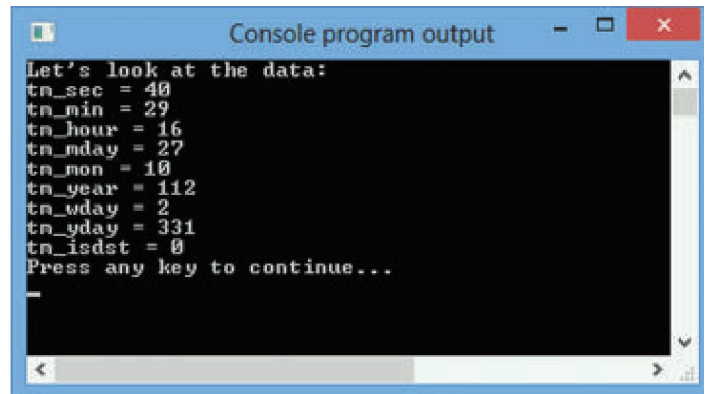 Console program output
Let's look at the data:
tm_sec = 40
tm_min = 29
tm_hour = 16
tm_mday = 27
tm_mon = 10
tm_year = 112
tm_wday = 2
tm_yday = 331
tm_isdst = 0
Press any key to continue...